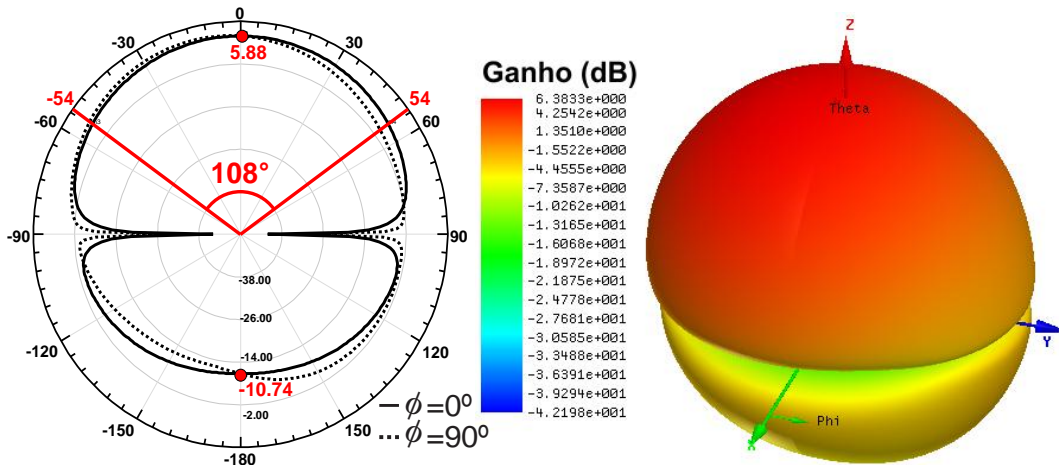 0
-30
30
5.88
-54
54
-60
60
108°
-90
90
-38.00
-26.00
-120
120
-14.00
-10.74
-2.00
-150
150
-180
ϕ=0º
ϕ=90º
Ganho (dB)
6.3833e+000
4.2542e+000
1.3510e+000
-1.5522e+000
-4.4555e+000
-7.3587e+000
-1.0262e+001
-1.3165e+001
-1.6068e+001
-1.8972e+001
-2.1875e+001
-2.4778e+001
-2.7681e+001
-3.0585e+001
-3.3488e+001
-3.6391e+001
-3.9294e+001
-4.2198e+001
Z
Theta
Y
Phi
X